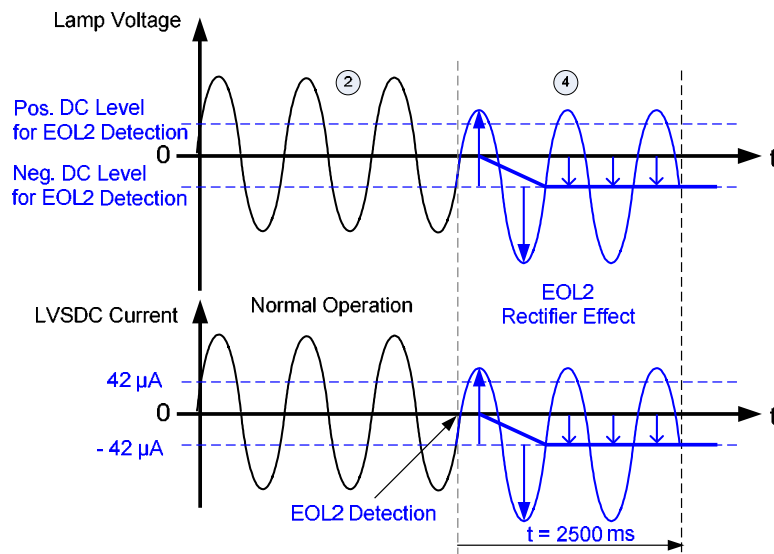 Lamp Voltage
2
4
Pos. DC Level
for EOL2 Detection
0
t
Neg. DC Level
for EOL2 Detection
Normal Operation
EOL2
Rectifier Effect
LVSDC Current
42 µA
0
t
- 42 µA
EOL2 Detection
t = 2500 ms